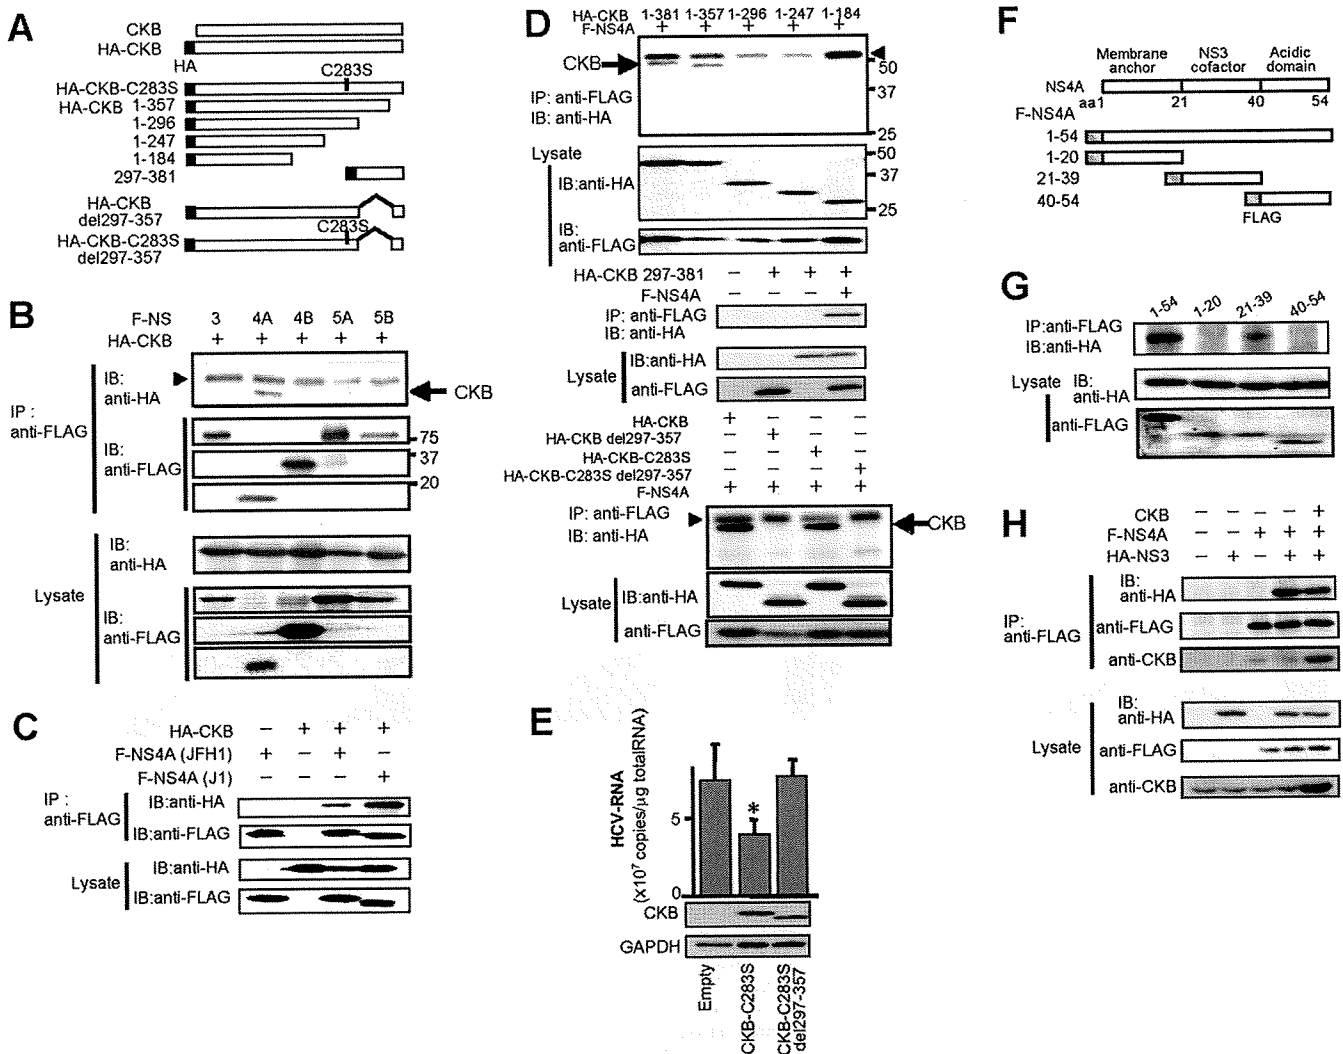 A
CKB
HA-CKB
HA
C283S
HA-CKB-C283S
HA-CKB 1-357
1-296
1-247
1-184
297-381
HA-CKB
del297-357
C283S
HA-CKB-C283S
del297-357
B
F-NS 3 4A 4B 5A 5B
HA-CKB + + + + +
IP :
anti-FLAG
IB:
anti-HA
CKB
IB:
anti-FLAG
75
37
20
Lysate
IB:
anti-HA
IB:
anti-FLAG
C
HA-CKB − + + +
F-NS4A (JFH1) + − + −
F-NS4A (J1) − − − +
IP :
anti-FLAG
IB:anti-HA
IB:anti-FLAG
Lysate
IB:anti-HA
IB:anti-FLAG
D
HA-CKB 1-381 1-357 1-296 1-247 1-184
F-NS4A + + + + +
CKB
IP: anti-FLAG
IB: anti-HA
50
37
25
Lysate
IB:anti-HA
50
37
25
IB:
anti-FLAG
HA-CKB 297-381 − + + +
F-NS4A − − − +
IP: anti-FLAG
IB: anti-HA
Lysate
IB:anti-HA
anti-FLAG
HA-CKB + − − −
HA-CKB del297-357 − + − −
HA-CKB-C283S − − + −
HA-CKB-C283S del297-357 − − − +
F-NS4A + + + +
IP: anti-FLAG
IB: anti-HA
CKB
Lysate
IB:anti-HA
anti-FLAG
E
HCV-RNA
(x10⁷ copies/µg totalRNA)
5
0
*
CKB
GAPDH
Empty
CKB-C283S
CKB-C283S
del297-357
F
Membrane anchor
NS3 cofactor
Acidic domain
NS4A
aa1 21 40 54
F-NS4A
1-54
1-20
21-39
40-54
FLAG
G
1-54 1-20 21-39 40-54
IP:anti-FLAG
IB:anti-HA
Lysate
IB:
anti-HA
anti-FLAG
H
CKB − − − − +
F-NS4A − − + + +
HA-NS3 − + − + +
IP:
anti-FLAG
IB:
anti-HA
anti-FLAG
anti-CKB
Lysate
IB:
anti-HA
anti-FLAG
anti-CKB